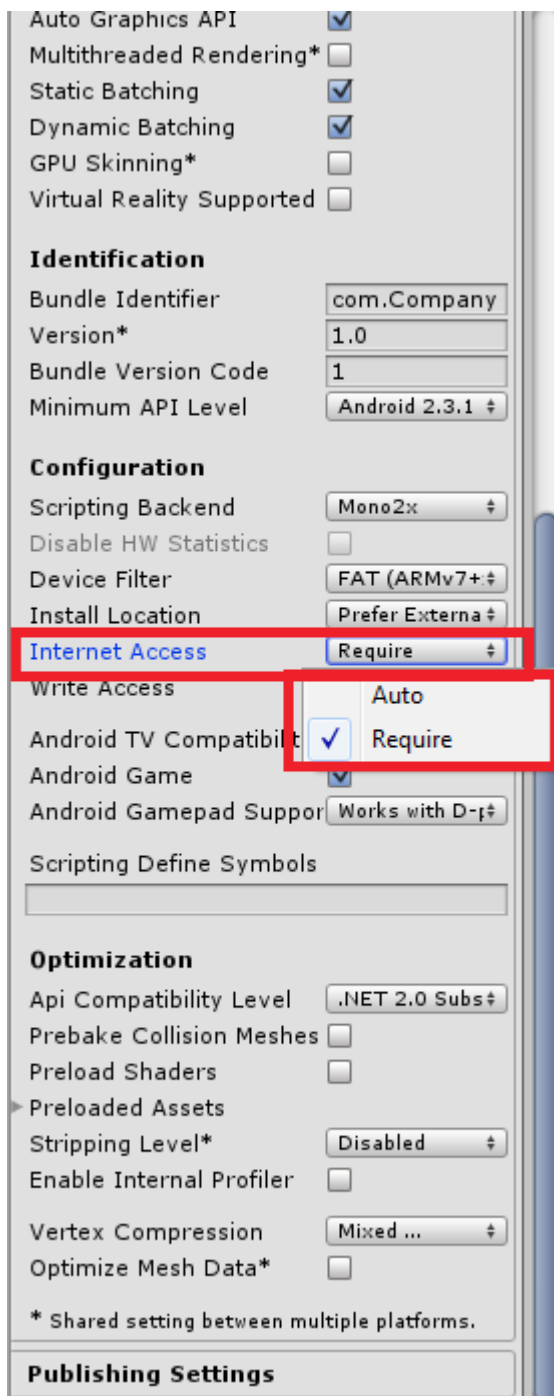 Auto Graphics API
Multithreaded Rendering*
Static Batching
Dynamic Batching
GPU Skinning*
Virtual Reality Supported
Identification
Bundle Identifier com.Company
Version* 1.0
Bundle Version Code 1
Minimum API Level Android 2.3.1
Configuration
Scripting Backend Mono2x
Disable HW Statistics
Device Filter FAT (ARMv7+
Install Location Prefer Externa
Internet Access Require
Write Access
Auto
Android TV Compatibilit Require
Android Game
Android Gamepad Suppor Works with D-p
Scripting Define Symbols
Optimization
Api Compatibility Level .NET 2.0 Subs
Prebake Collision Meshes
Preload Shaders
Preloaded Assets
Stripping Level* Disabled
Enable Internal Profiler
Vertex Compression Mixed ...
Optimize Mesh Data*
* Shared setting between multiple platforms.
Publishing Settings